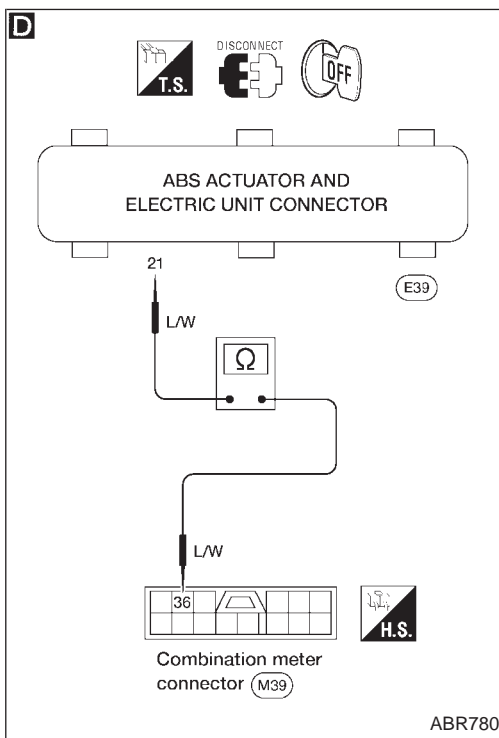 D
DISCONNECT
T.S.
OFF
ABS ACTUATOR AND
ELECTRIC UNIT CONNECTOR
21
E39
L/W
Ω
L/W
36
H.S.
Combination meter
connector M39
ABR780